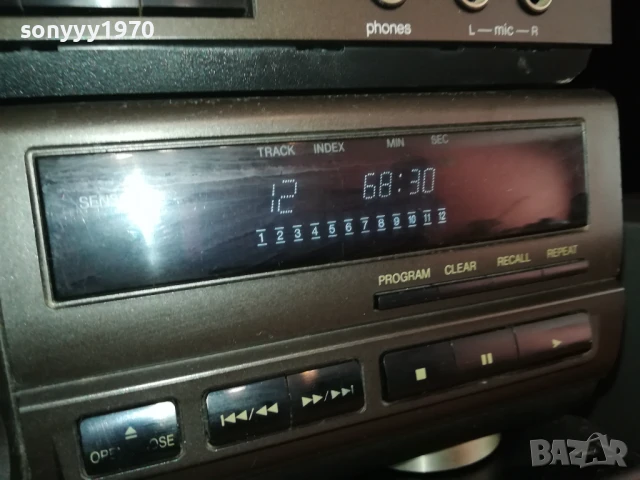 sonyyy1970
phones L mic R
TRACK INDEX MIN SEC
12 68:30
1 2 3 4 5 6 7 8 9 10 11 12
PROGRAM CLEAR RECALL REPEAT
BAZAR